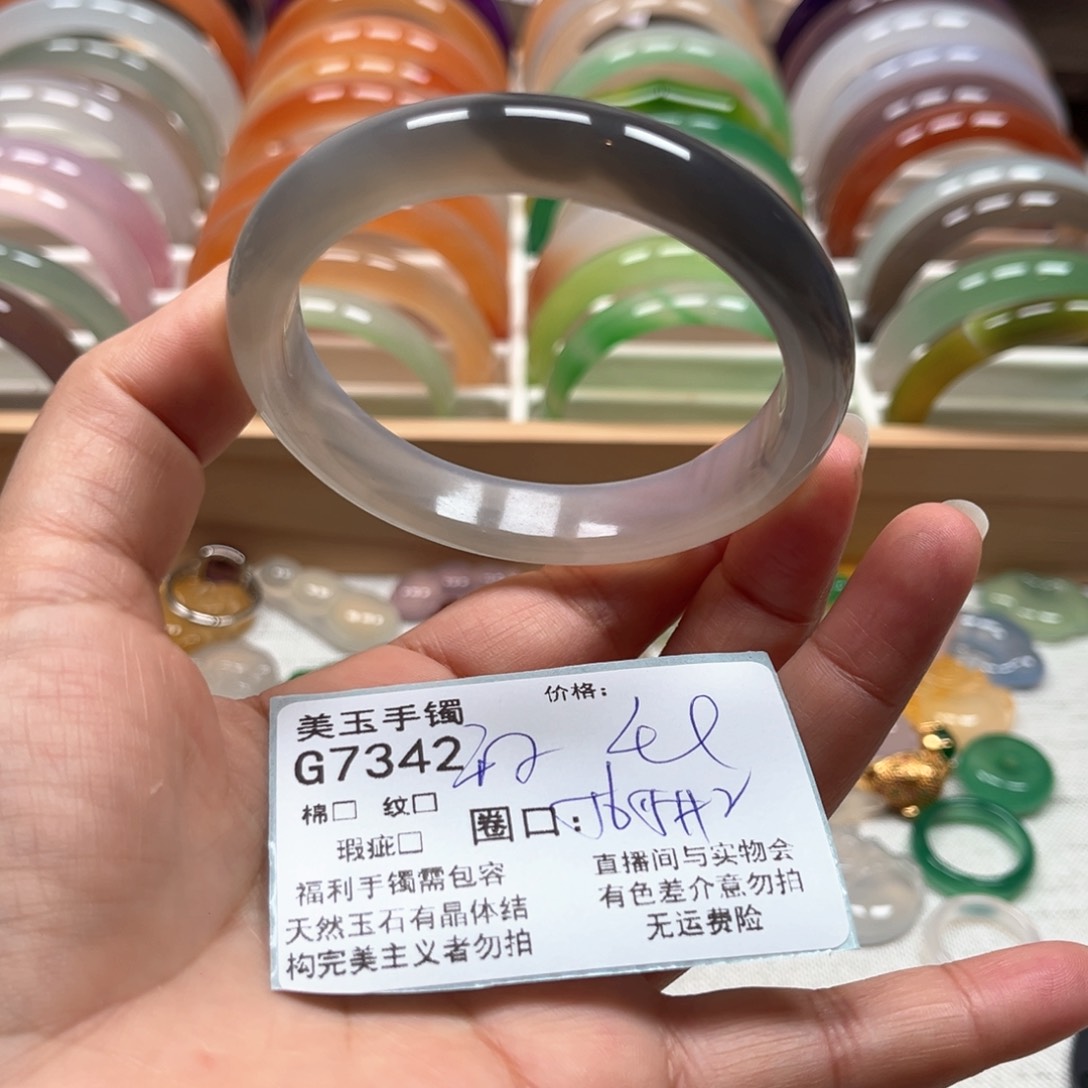 美玉手镯
价格:
G7342
棉□ 纹□
圈口:
瑕疵□
福利手镯需包容
天然玉石有晶体结
构完美主义者勿拍
直播间与实物会
有色差介意勿拍
无运费险